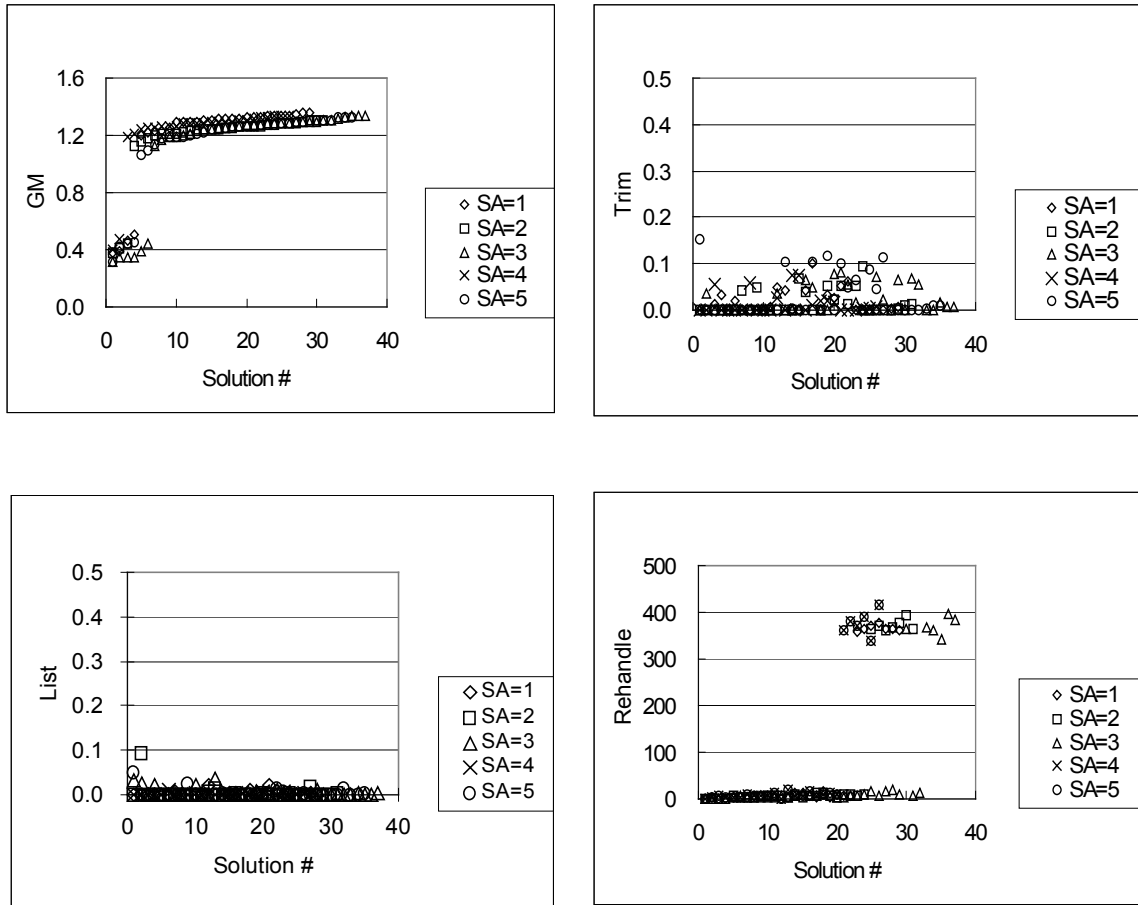 1.6
1.2
0.8
0.4
0.0
GM
0 10 20 30 40
Solution #
SA=1
SA=2
SA=3
SA=4
SA=5
0.5
0.4
0.3
0.2
0.1
0.0
Trim
0 10 20 30 40
Solution #
SA=1
SA=2
SA=3
SA=4
SA=5
0.5
0.4
0.3
0.2
0.1
0.0
List
0 10 20 30 40
Solution #
SA=1
SA=2
SA=3
SA=4
SA=5
500
400
300
200
100
0
Rehandle
0 10 20 30 40
Solution #
SA=1
SA=2
SA=3
SA=4
SA=5